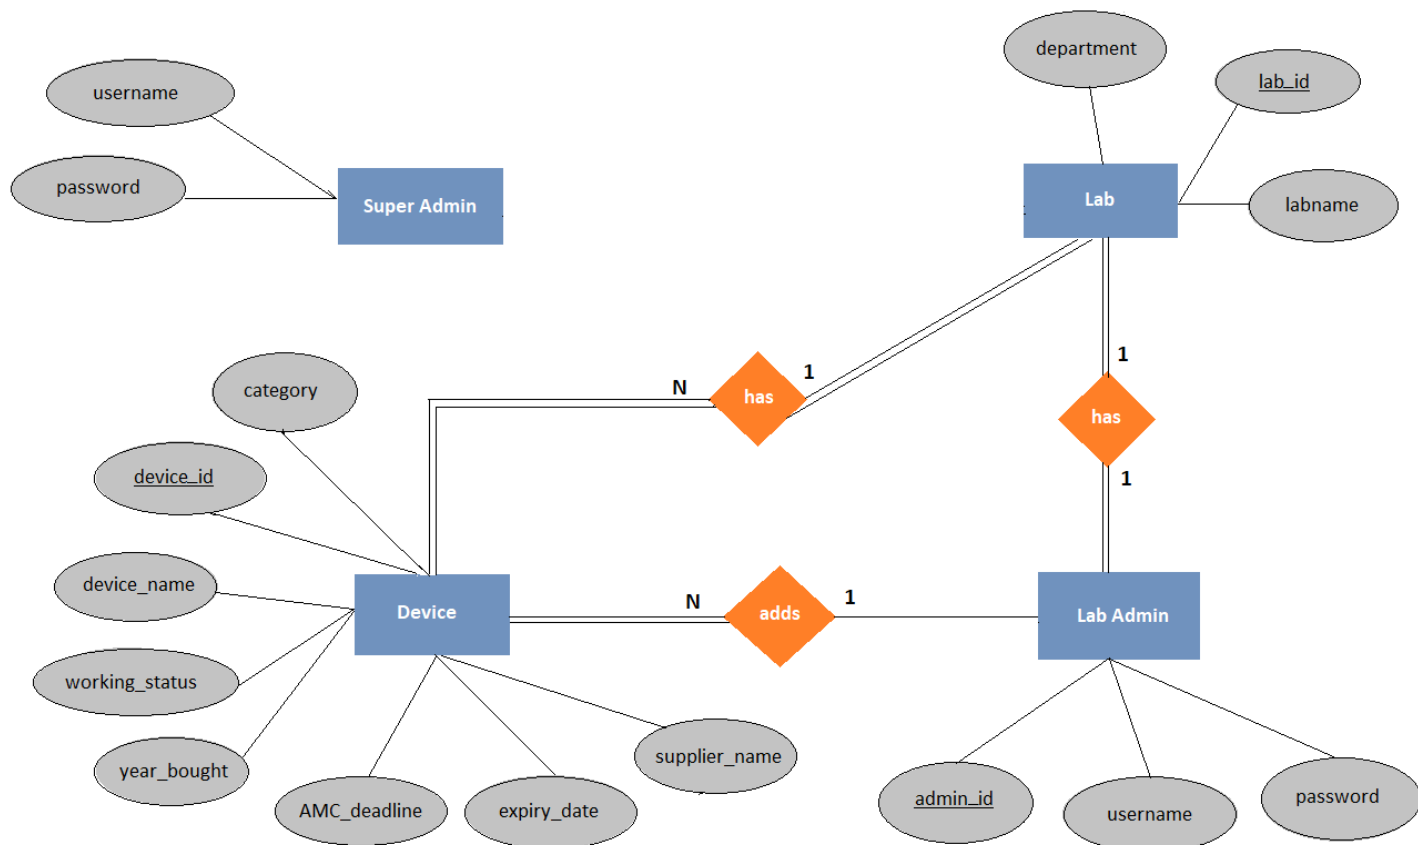 department
username
lab_id
password
Super Admin
Lab
labname
category
N
1
has
1
has
1
device_id
device_name
Device
N
adds
1
Lab Admin
working_status
year_bought
AMC_deadline
expiry_date
supplier_name
admin_id
username
password